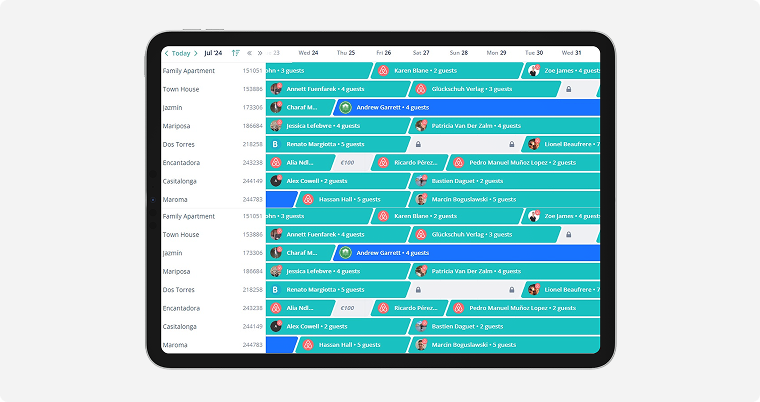 Today Jul '24 23 Wed 24 Thu 25 Fri 26 Sat 27 Sun 28 Mon 29 Tue 30 Wed 31
Family Apartment 151051 ohn • 3 guests Karen Blane • 2 guests Zoe James • 4 guests
Town House 153886 Annett Fuenfarek • 4 guests Glückschuh Verlag • 3 guests
Jazmin 173306 Charaf M... Andrew Garrett • 4 guests
Mariposa 186684 Jessica Lefebvre • 4 guests Patricia Van Der Zalm • 4 guests
Dos Torres 218258 B Renato Margiotta • 5 guests Lionel Beaufrere • 7
Encantadora 243238 Alia Ndl... €100 Ricardo Pérez... Pedro Manuel Muñoz Lopez • 2 guests
Casitalonga 244149 Alex Cowell • 2 guests Bastien Daguet • 2 guests
Maroma 244783 Hassan Hall • 5 guests Marcin Boguslawski • 5 guests
Family Apartment 151051 ohn • 3 guests Karen Blane • 2 guests Zoe James • 4 guests
Town House 153886 Annett Fuenfarek • 4 guests Glückschuh Verlag • 3 guests
Jazmin 173306 Charaf M... Andrew Garrett • 4 guests
Mariposa 186684 Jessica Lefebvre • 4 guests Patricia Van Der Zalm • 4 guests
Dos Torres 218258 B Renato Margiotta • 5 guests Lionel Beaufrere • 7
Encantadora 243238 Alia Ndl... €100 Ricardo Pérez... Pedro Manuel Muñoz Lopez • 2 guests
Casitalonga 244149 Alex Cowell • 2 guests Bastien Daguet • 2 guests
Maroma 244783 Hassan Hall • 5 guests Marcin Boguslawski • 5 guests